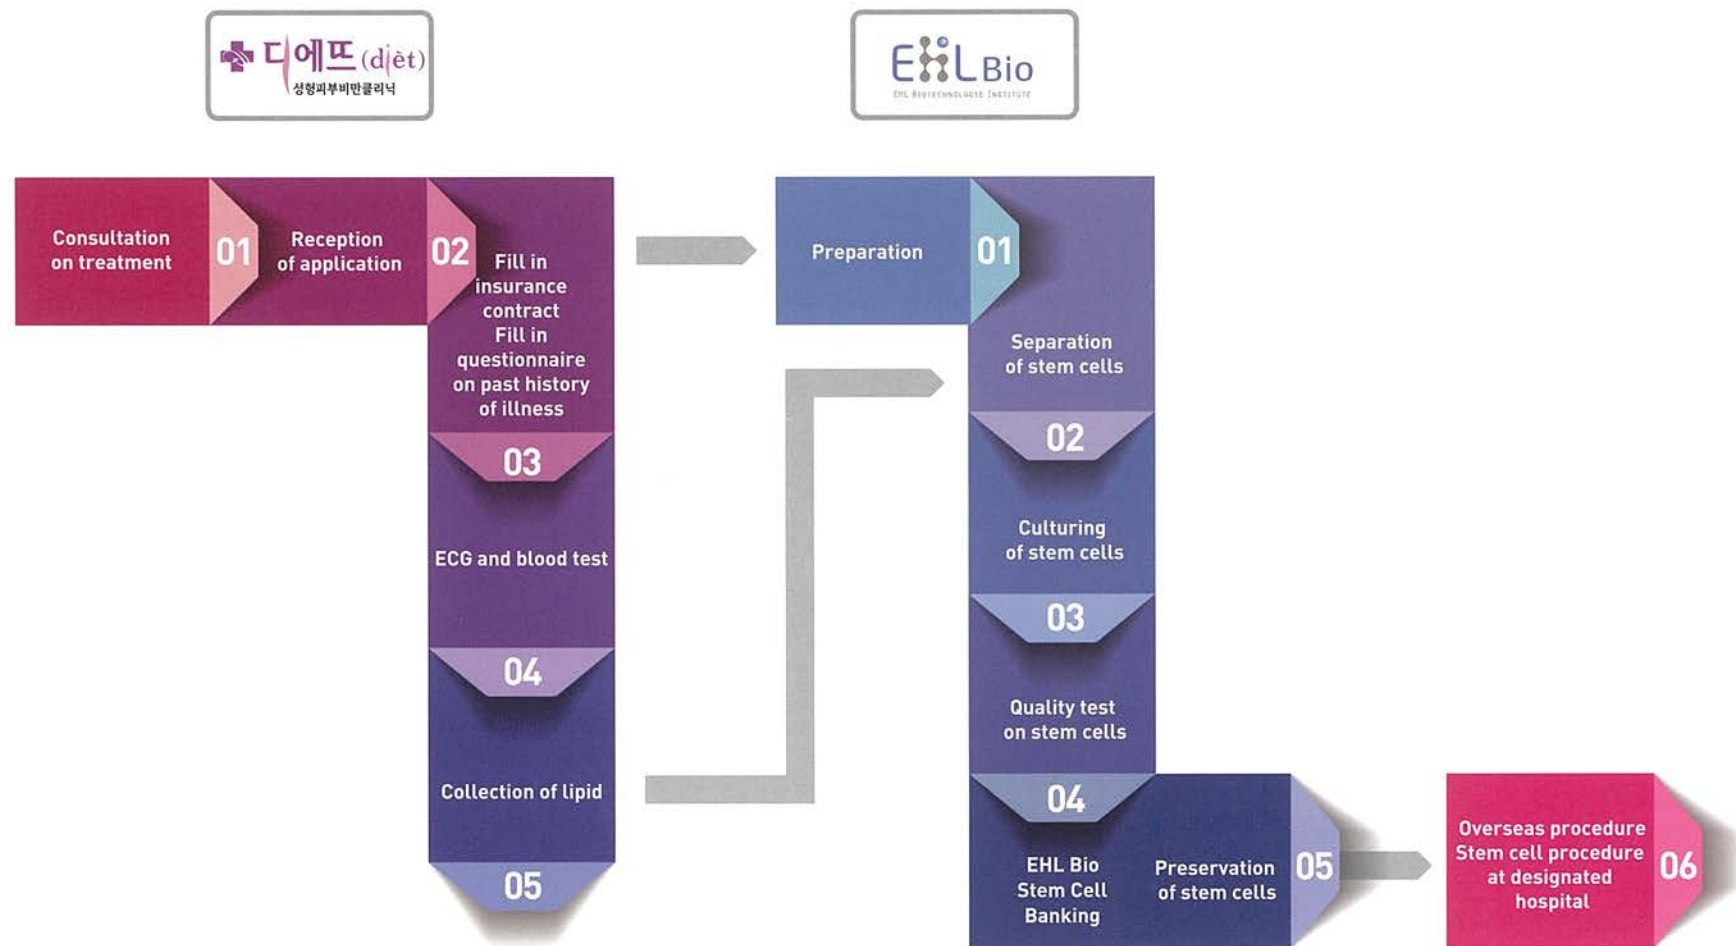 디에뜨(dièt)
성형피부비만클리닉
EHL Bio
EHL BIOTECHNOLOGIE INSTITUTE
Consultation
on treatment
01
Reception
of application
02
Fill in
insurance
contract
Fill in
questionnaire
on past history
of illness
03
ECG and blood test
04
Collection of lipid
05
Preparation
01
Separation
of stem cells
02
Culturing
of stem cells
03
Quality test
on stem cells
04
EHL Bio
Stem Cell
Banking
Preservation
of stem cells
05
Overseas procedure
Stem cell procedure
at designated
hospital
06